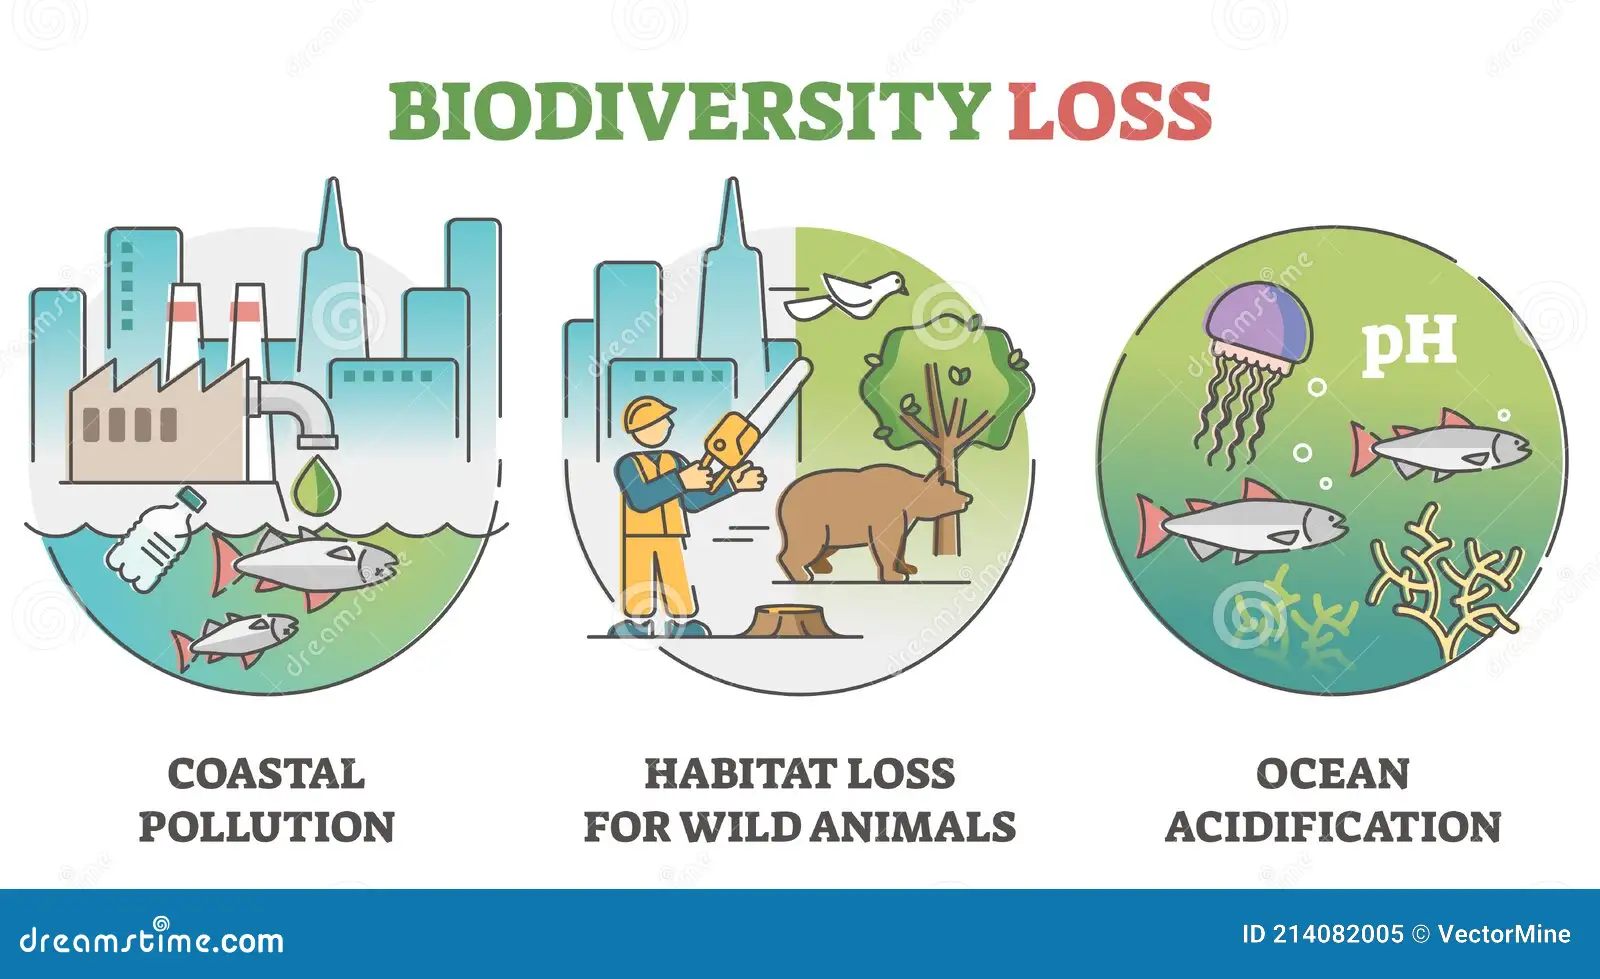 BIODIVERSITY LOSS
pH
COASTAL
POLLUTION
HABITAT LOSS
FOR WILD ANIMALS
OCEAN
ACIDIFICATION
dreamstime.com
ID 214082005 © VectorMine